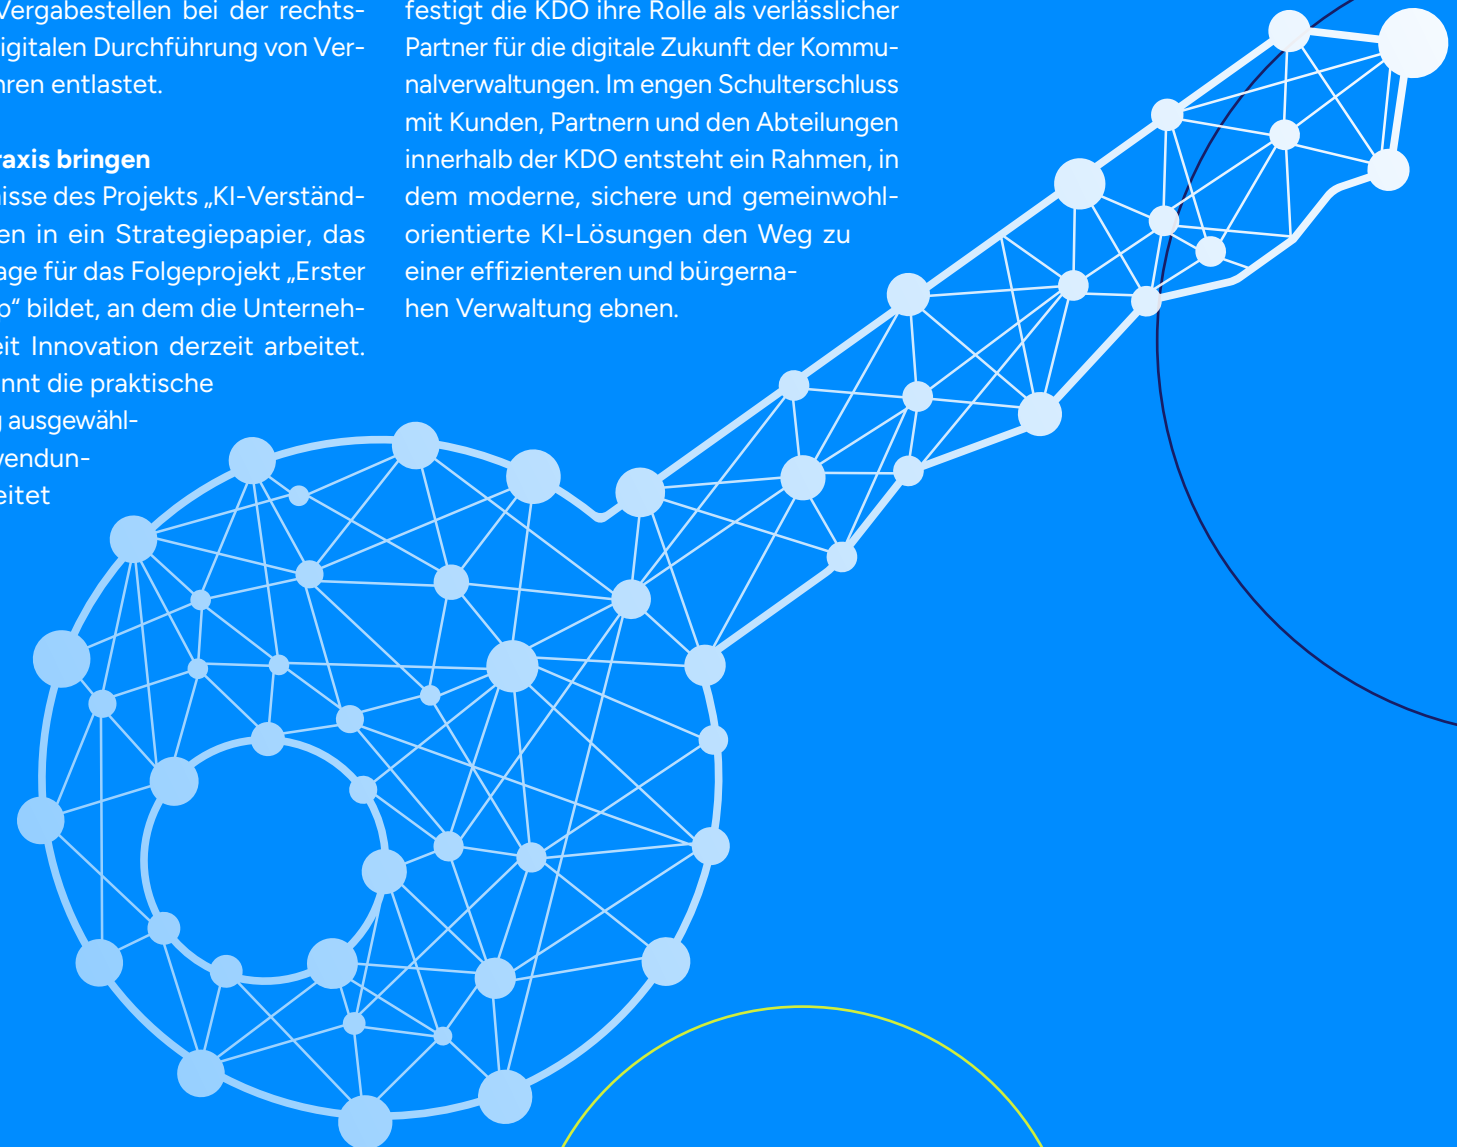 Vergabestellen bei der rechts-
igitalen Durchführung von Ver-
hren entlastet.
raxis bringen
isse des Projekts „KI-Verständ-
en in ein Strategiepapier, das
age für das Folgeprojekt „Erster
“ bildet, an dem die Unterneh-
eit Innovation derzeit arbeitet.
nnt die praktische
ausgewähl-
vendun-
eitet
festigt die KDO ihre Rolle als verlässlicher
Partner für die digitale Zukunft der Kommu-
nalverwaltungen. Im engen Schulterschluss
mit Kunden, Partnern und den Abteilungen
innerhalb der KDO entsteht ein Rahmen, in
dem moderne, sichere und gemeinwohl-
orientierte KI-Lösungen den Weg zu
einer effizienteren und bürgerna-
hen Verwaltung ebnen.